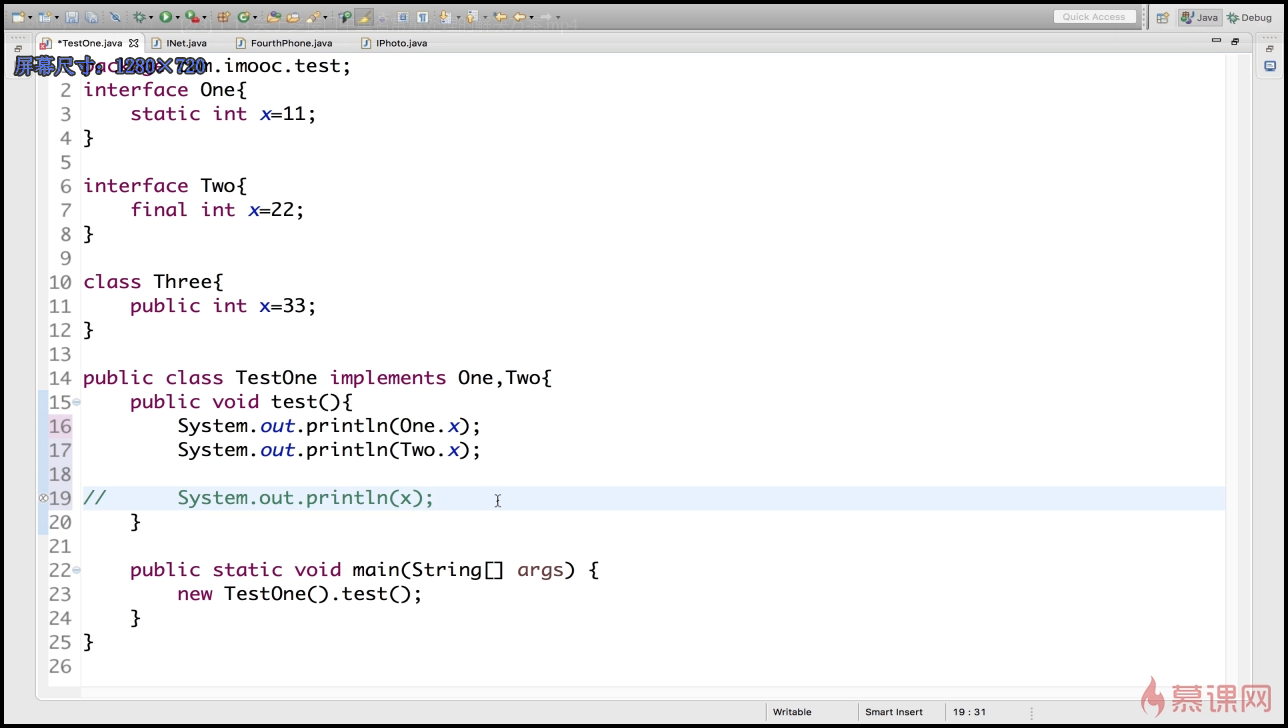 Quick Access
Java
Debug
*TestOne.java
INet.java
FourthPhone.java
IPhoto.java
屏幕尺寸：1280×720
.imooc.test;
2 interface One{
3 static int x=11;
4 }
5
6 interface Two{
7 final int x=22;
8 }
9
10 class Three{
11 public int x=33;
12 }
13
14 public class TestOne implements One,Two{
15 public void test(){
16 System.out.println(One.x);
17 System.out.println(Two.x);
18
19 // System.out.println(x);
20 }
21
22 public static void main(String[] args) {
23 new TestOne().test();
24 }
25 }
26
Writable
Smart Insert
19 : 31
慕课网